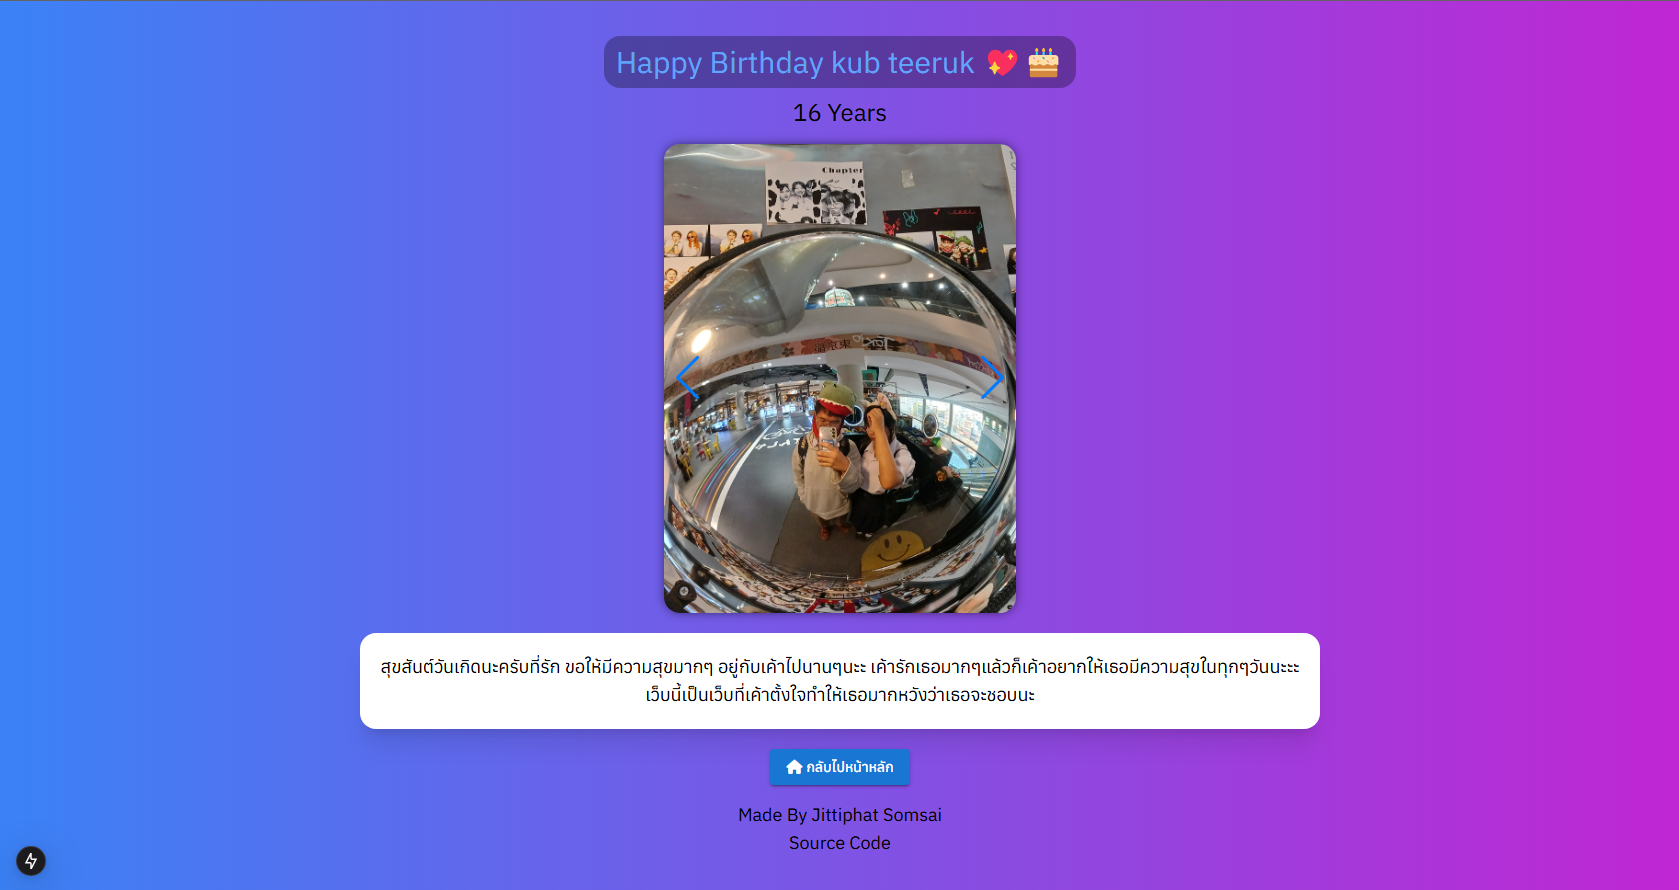 Happy Birthday kub teeruk 💖 🎂
16 Years
Chapter
สุขสันต์วันเกิดนะครับที่รัก ขอให้มีความสุขมากๆ อยู่กับเค้าไปนานๆนะะ เค้ารักเธอมากๆแล้วก็เค้าอยากให้เธอมีความสุขในทุกๆวันนะะะ
เว็บนี้เป็นเว็บที่เค้าตั้งใจทำให้เธอมากหวังว่าเธอจะชอบนะ
กลับไปหน้าหลัก
Made By Jittiphat Somsai
Source Code